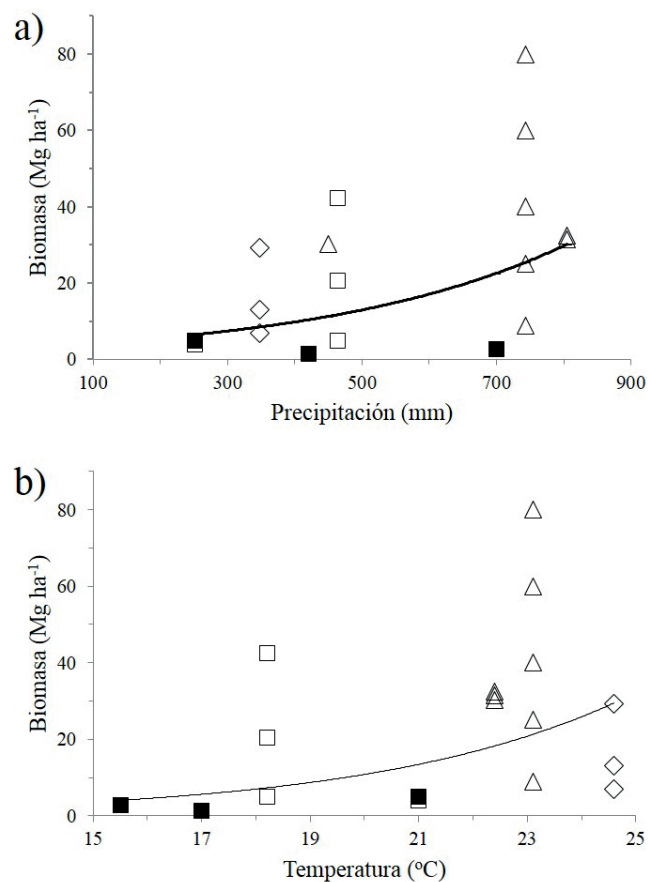 a)
80
60
40
20
0
Biomasa (Mg ha⁻¹)
100 300 500 700 900
Precipitación (mm)
b)
80
60
40
20
0
Biomasa (Mg ha⁻¹)
15 17 19 21 23 25
Temperatura (ºC)